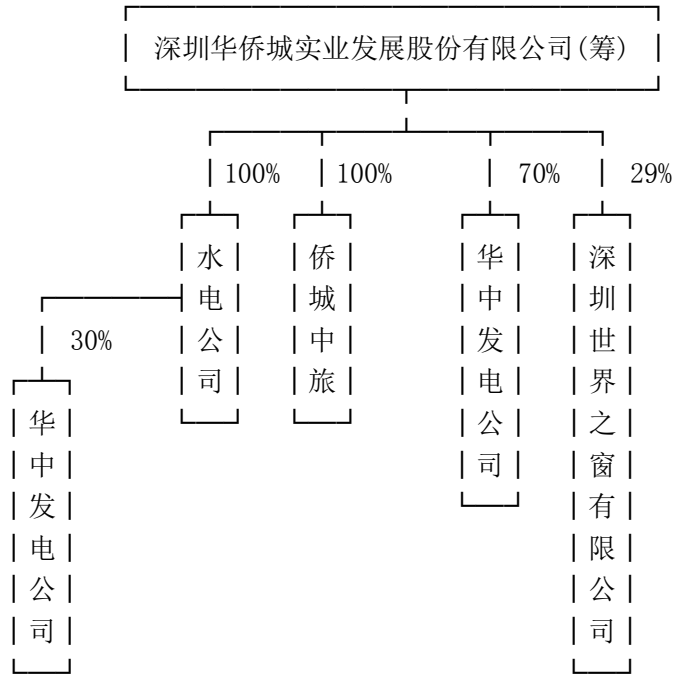 深圳华侨城实业发展股份有限公司(筹)
100% 100% 70% 29%
水电公司
侨城中旅
华中发电公司
深圳世界之窗有限公司
30%
华中发电公司